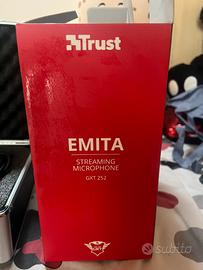 Trust
EMITA
STREAMING
MICROPHONE
GXT 252
subito